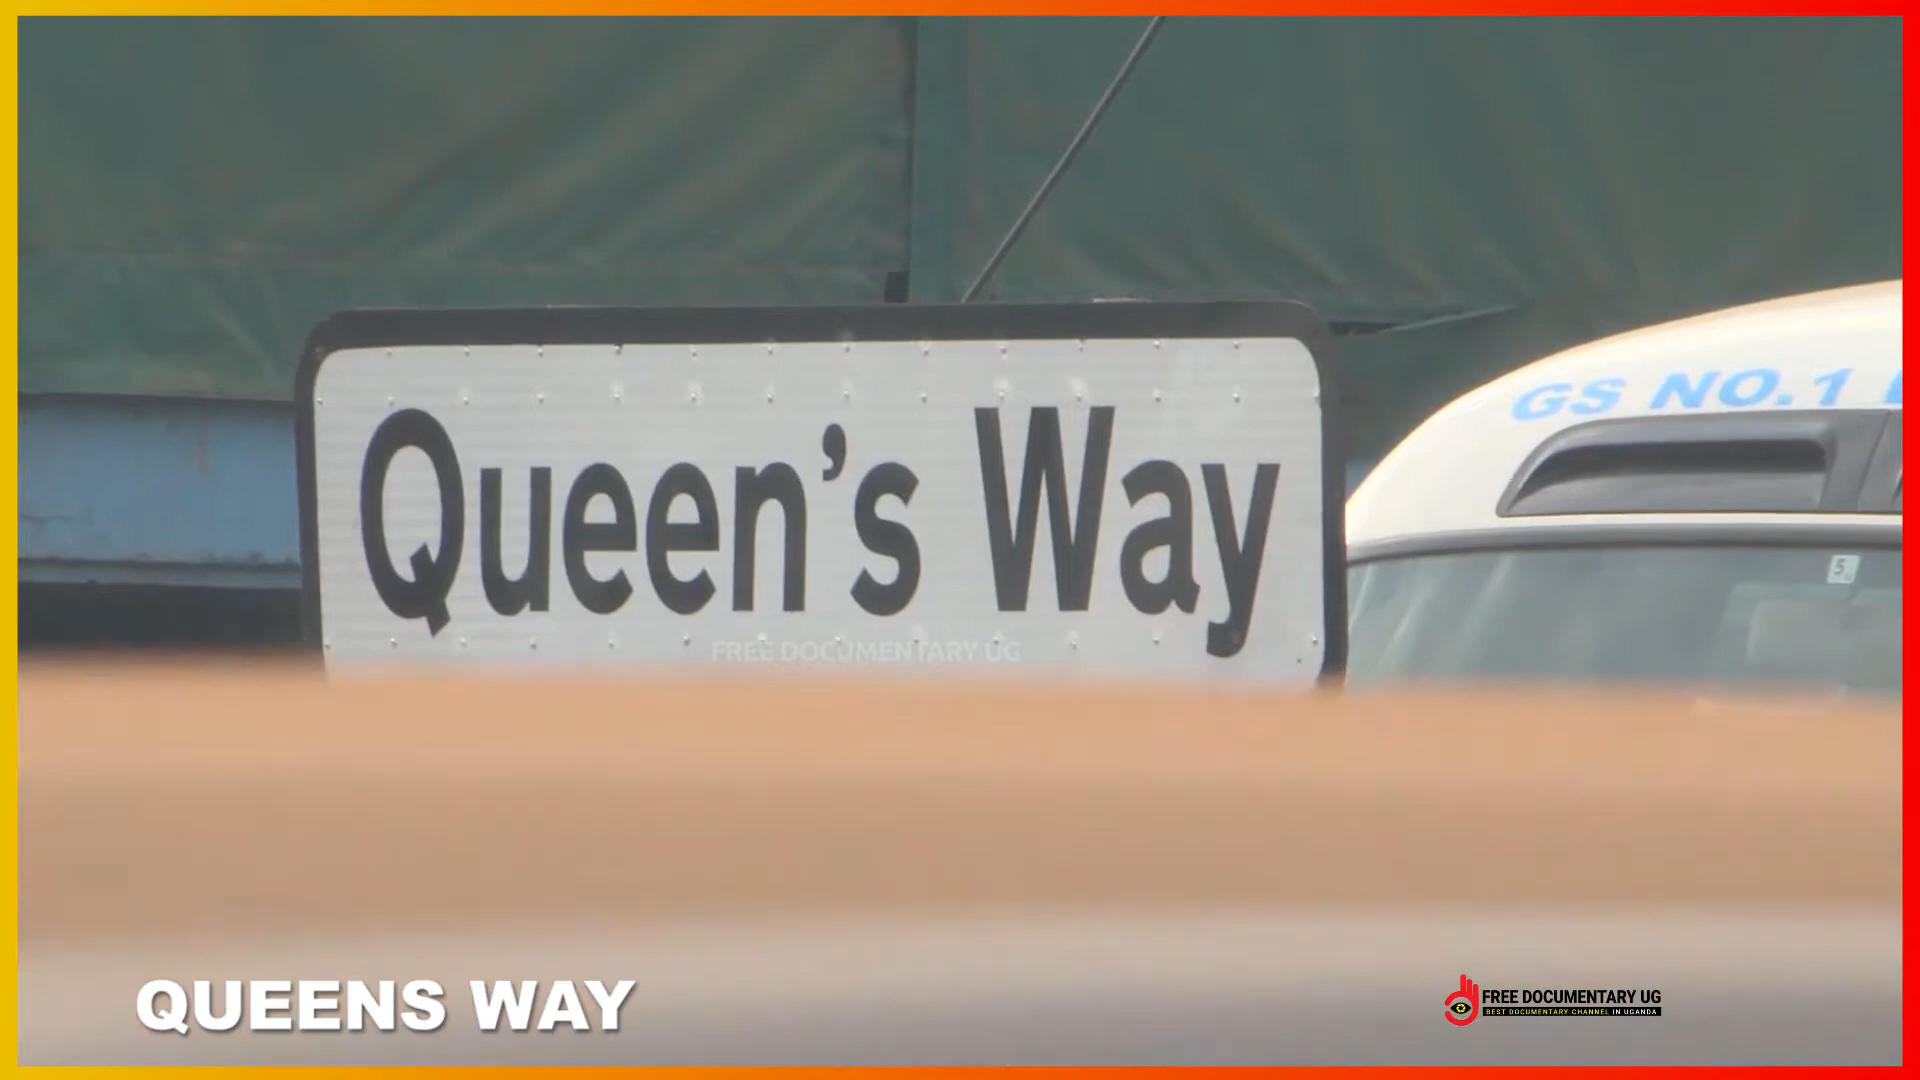 GS NO.1
Queen's Way
5
FREE DOCUMENTARY UG
QUEENS WAY
FREE DOCUMENTARY UG
BEST DOCUMENTARY CHANNEL IN UGANDA